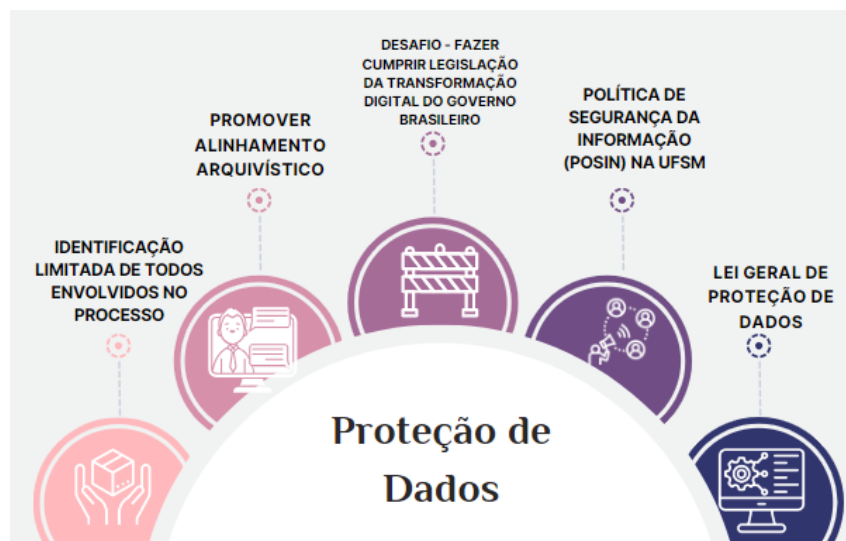 DESAFIO - FAZER
CUMPRIR LEGISLAÇÃO
DA TRANSFORMAÇÃO
DIGITAL DO GOVERNO
BRASILEIRO
POLÍTICA DE
SEGURANÇA DA
INFORMAÇÃO
(POSIN) NA UFSM
PROMOVER
ALINHAMENTO
ARQUIVÍSTICO
IDENTIFICAÇÃO
LIMITADA DE TODOS
ENVOLVIDOS NO
PROCESSO
LEI GERAL DE
PROTEÇÃO DE
DADOS
Proteção de
Dados